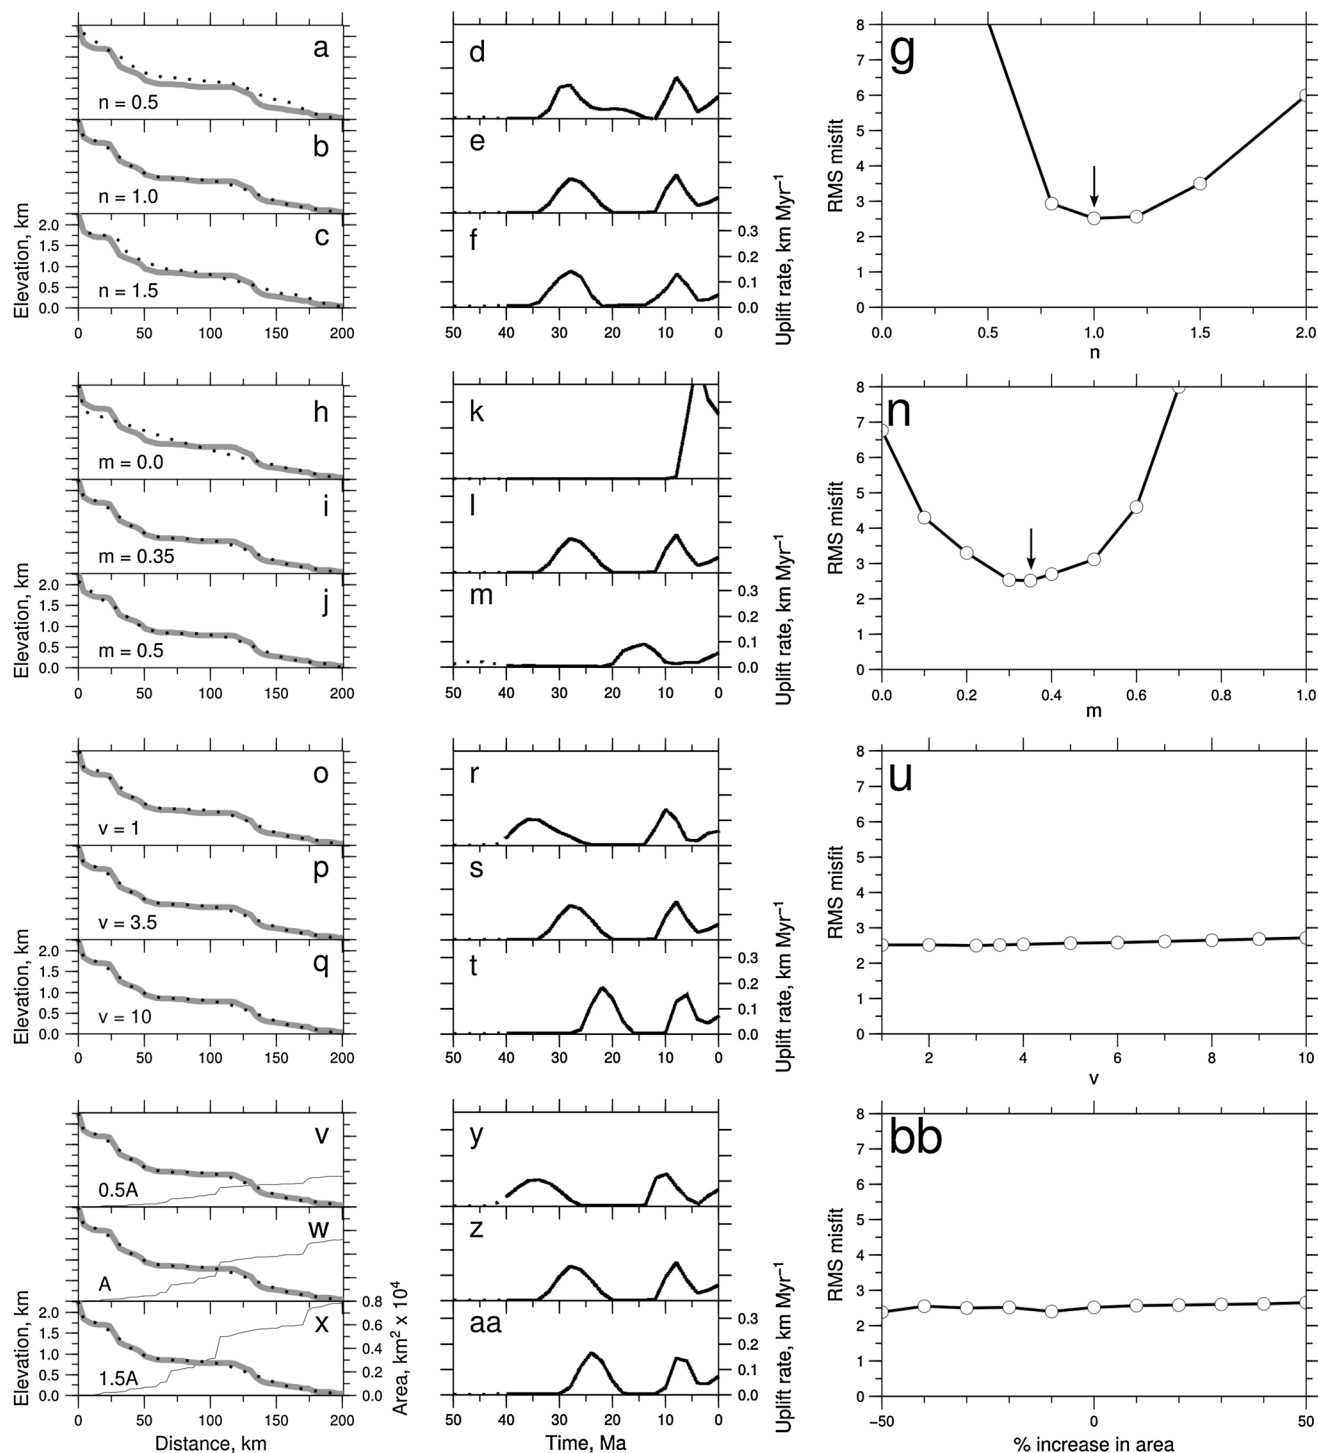 a
n = 0.5
b
n = 1.0
c
n = 1.5
Elevation, km
2.0
1.5
1.0
0.5
0.0
0 50 100 150 200
d
e
f
0.3
0.2
0.1
0.0
Uplift rate, km Myr⁻¹
50 40 30 20 10 0
g
RMS misfit
8
7
6
5
4
3
2
1
0
0.0 0.5 1.0 1.5 2.0
n
h
m = 0.0
i
m = 0.35
j
m = 0.5
Elevation, km
2.0
1.5
1.0
0.5
0.0
0 50 100 150 200
k
l
m
0.3
0.2
0.1
0.0
Uplift rate, km Myr⁻¹
50 40 30 20 10 0
n
RMS misfit
8
7
6
5
4
3
2
1
0
0.0 0.2 0.4 0.6 0.8 1.0
m
o
v = 1
p
v = 3.5
q
v = 10
Elevation, km
2.0
1.5
1.0
0.5
0.0
0 50 100 150 200
r
s
t
0.3
0.2
0.1
0.0
Uplift rate, km Myr⁻¹
50 40 30 20 10 0
u
RMS misfit
8
7
6
5
4
3
2
1
0
2 4 6 8 10
v
v
0.5A
w
A
x
1.5A
Elevation, km
2.0
1.5
1.0
0.5
0.0
0.8
0.6
0.4
0.2
0.0
Area, km² x 10⁴
0 50 100 150 200
Distance, km
y
z
aa
0.3
0.2
0.1
0.0
Uplift rate, km Myr⁻¹
50 40 30 20 10 0
Time, Ma
bb
RMS misfit
8
7
6
5
4
3
2
1
0
−50 0 50
% increase in area